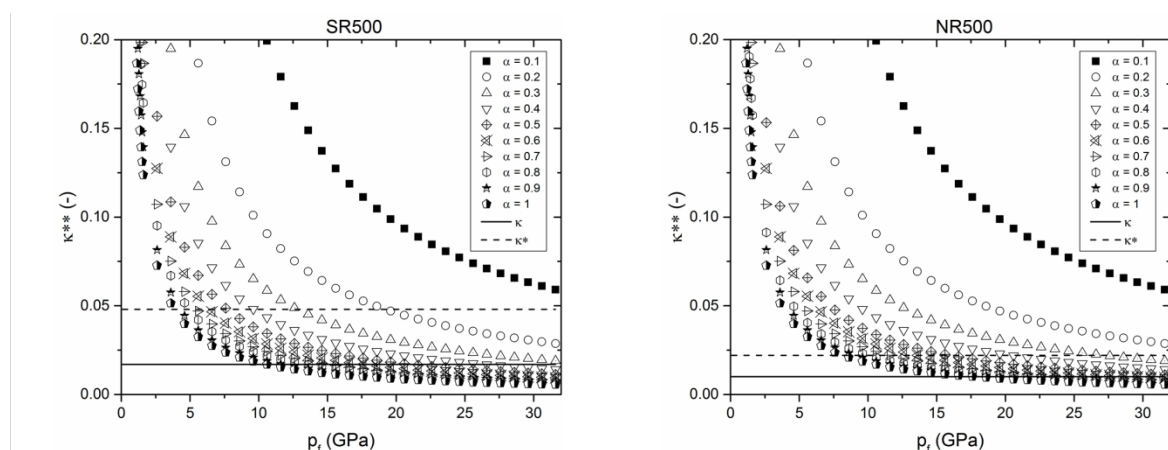 SR500
0.20
0.15
0.10
0.05
0.00
κ** (-)
0 5 10 15 20 25 30
p_f (GPa)
α = 0.1
α = 0.2
α = 0.3
α = 0.4
α = 0.5
α = 0.6
α = 0.7
α = 0.8
α = 0.9
α = 1
κ
κ*
NR500
0.20
0.15
0.10
0.05
0.00
κ** (-)
0 5 10 15 20 25 30
p_f (GPa)
α = 0.1
α = 0.2
α = 0.3
α = 0.4
α = 0.5
α = 0.6
α = 0.7
α = 0.8
α = 0.9
α = 1
κ
κ*